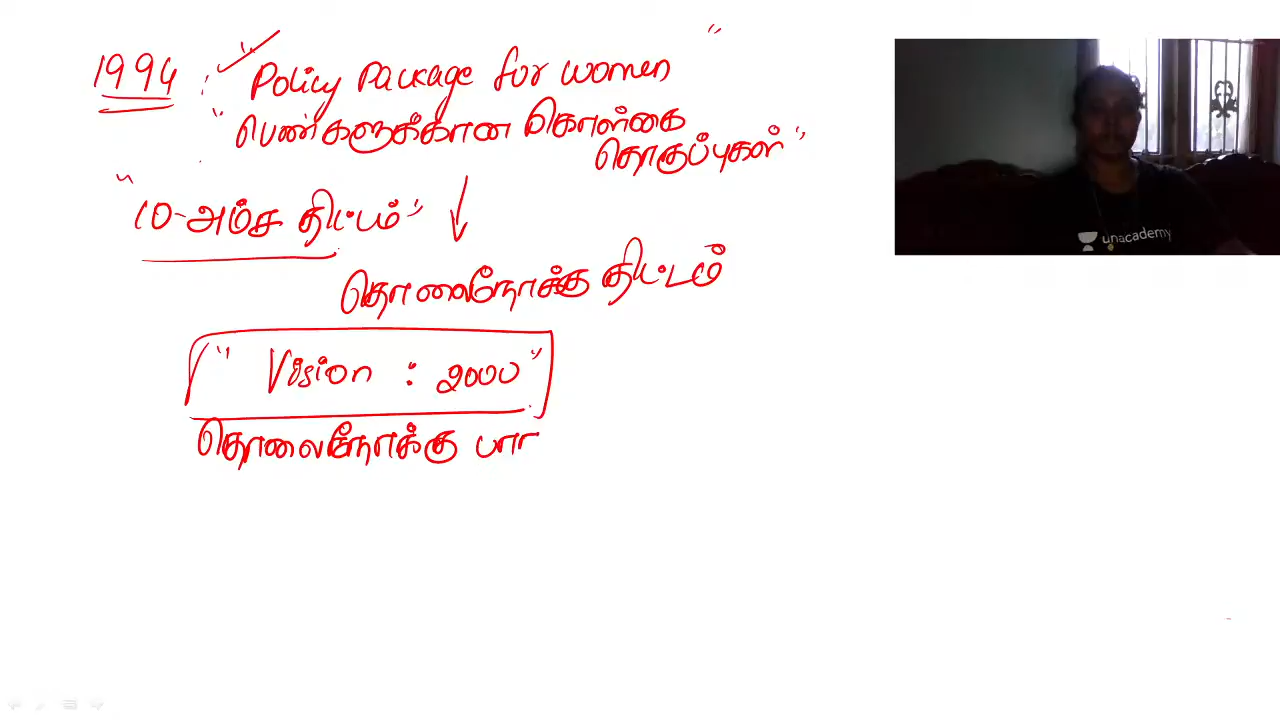 1994 : "Policy Package for women"
"பெண்களுக்கான கொள்கை
தொகுப்புகள்"
"10-அம்ச திட்டம்"
தொலைநோக்கு திட்டம்
"Vision : 2000"
தொலைநோக்கு பா
unacademy